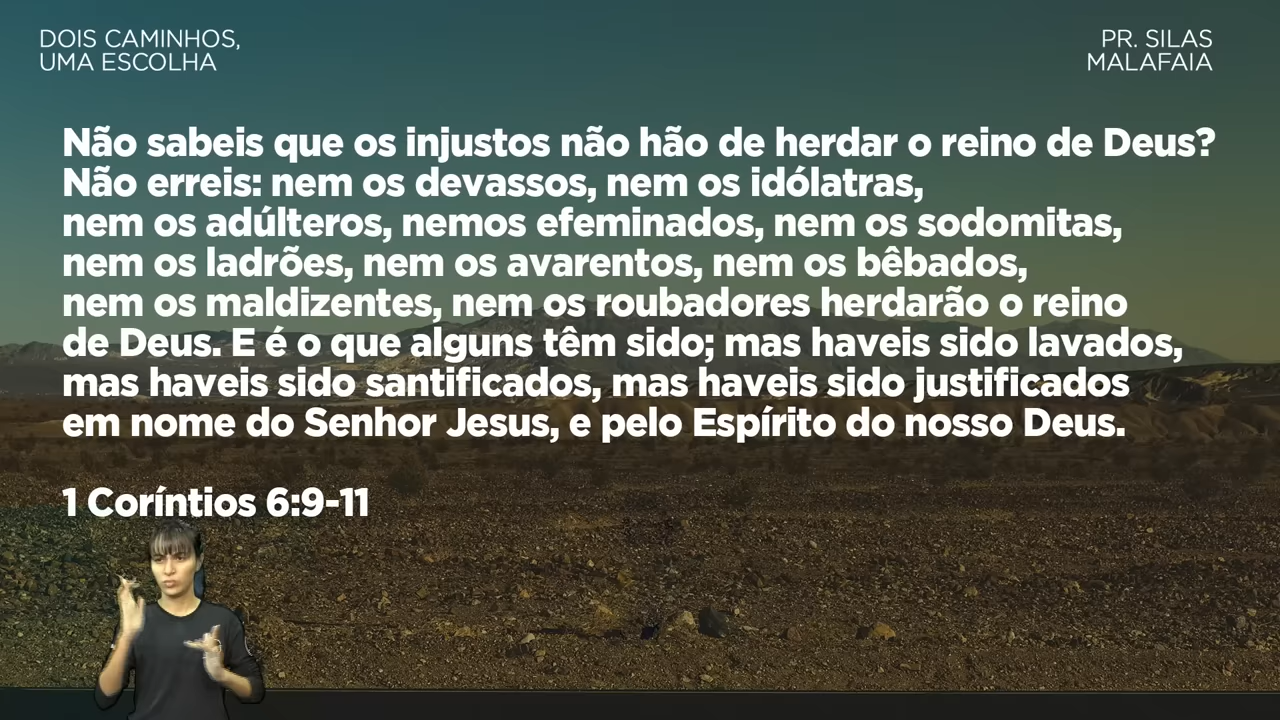 DOIS CAMINHOS,
UMA ESCOLHA
PR. SILAS
MALAFAIA
Não sabeis que os injustos não hão de herdar o reino de Deus?
Não erreis: nem os devassos, nem os idólatras,
nem os adúlteros, nemos efeminados, nem os sodomitas,
nem os ladrões, nem os avarentos, nem os bêbados,
nem os maldizentes, nem os roubadores herdarão o reino
de Deus. E é o que alguns têm sido; mas haveis sido lavados,
mas haveis sido santificados, mas haveis sido justificados
em nome do Senhor Jesus, e pelo Espírito do nosso Deus.
1 Coríntios 6:9-11